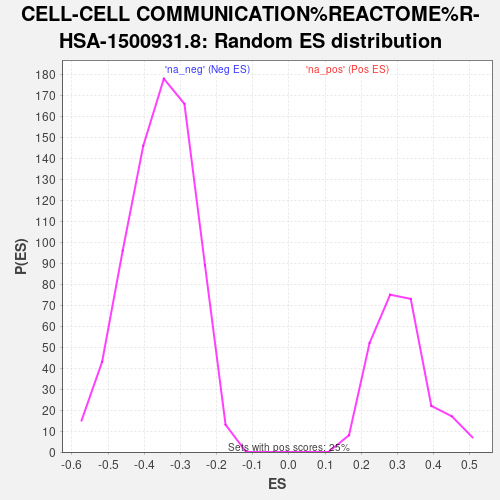 CELL-CELL COMMUNICATION%REACTOME%R-
HSA-1500931.8: Random ES distribution
'na_neg' (Neg ES) 'na_pos' (Pos ES)
P(ES)
180
170
160
150
140
130
120
110
100
90
80
70
60
50
40
30
20
10
0
Sets with pos scores: 25%
-0.6 -0.5 -0.4 -0.3 -0.2 -0.1 0.0 0.1 0.2 0.3 0.4 0.5
ES